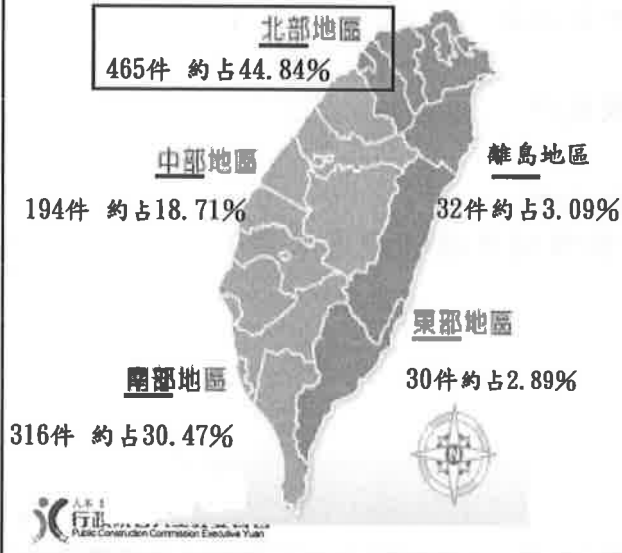 北部地區
465件 約占44.84%
中部地區
194件 約占18.71%
離島地區
32件約占3.09%
東部地區
30件約占2.89%
南部地區
316件 約占30.47%
N
行政院
Public Construction Commission Executive Yuan